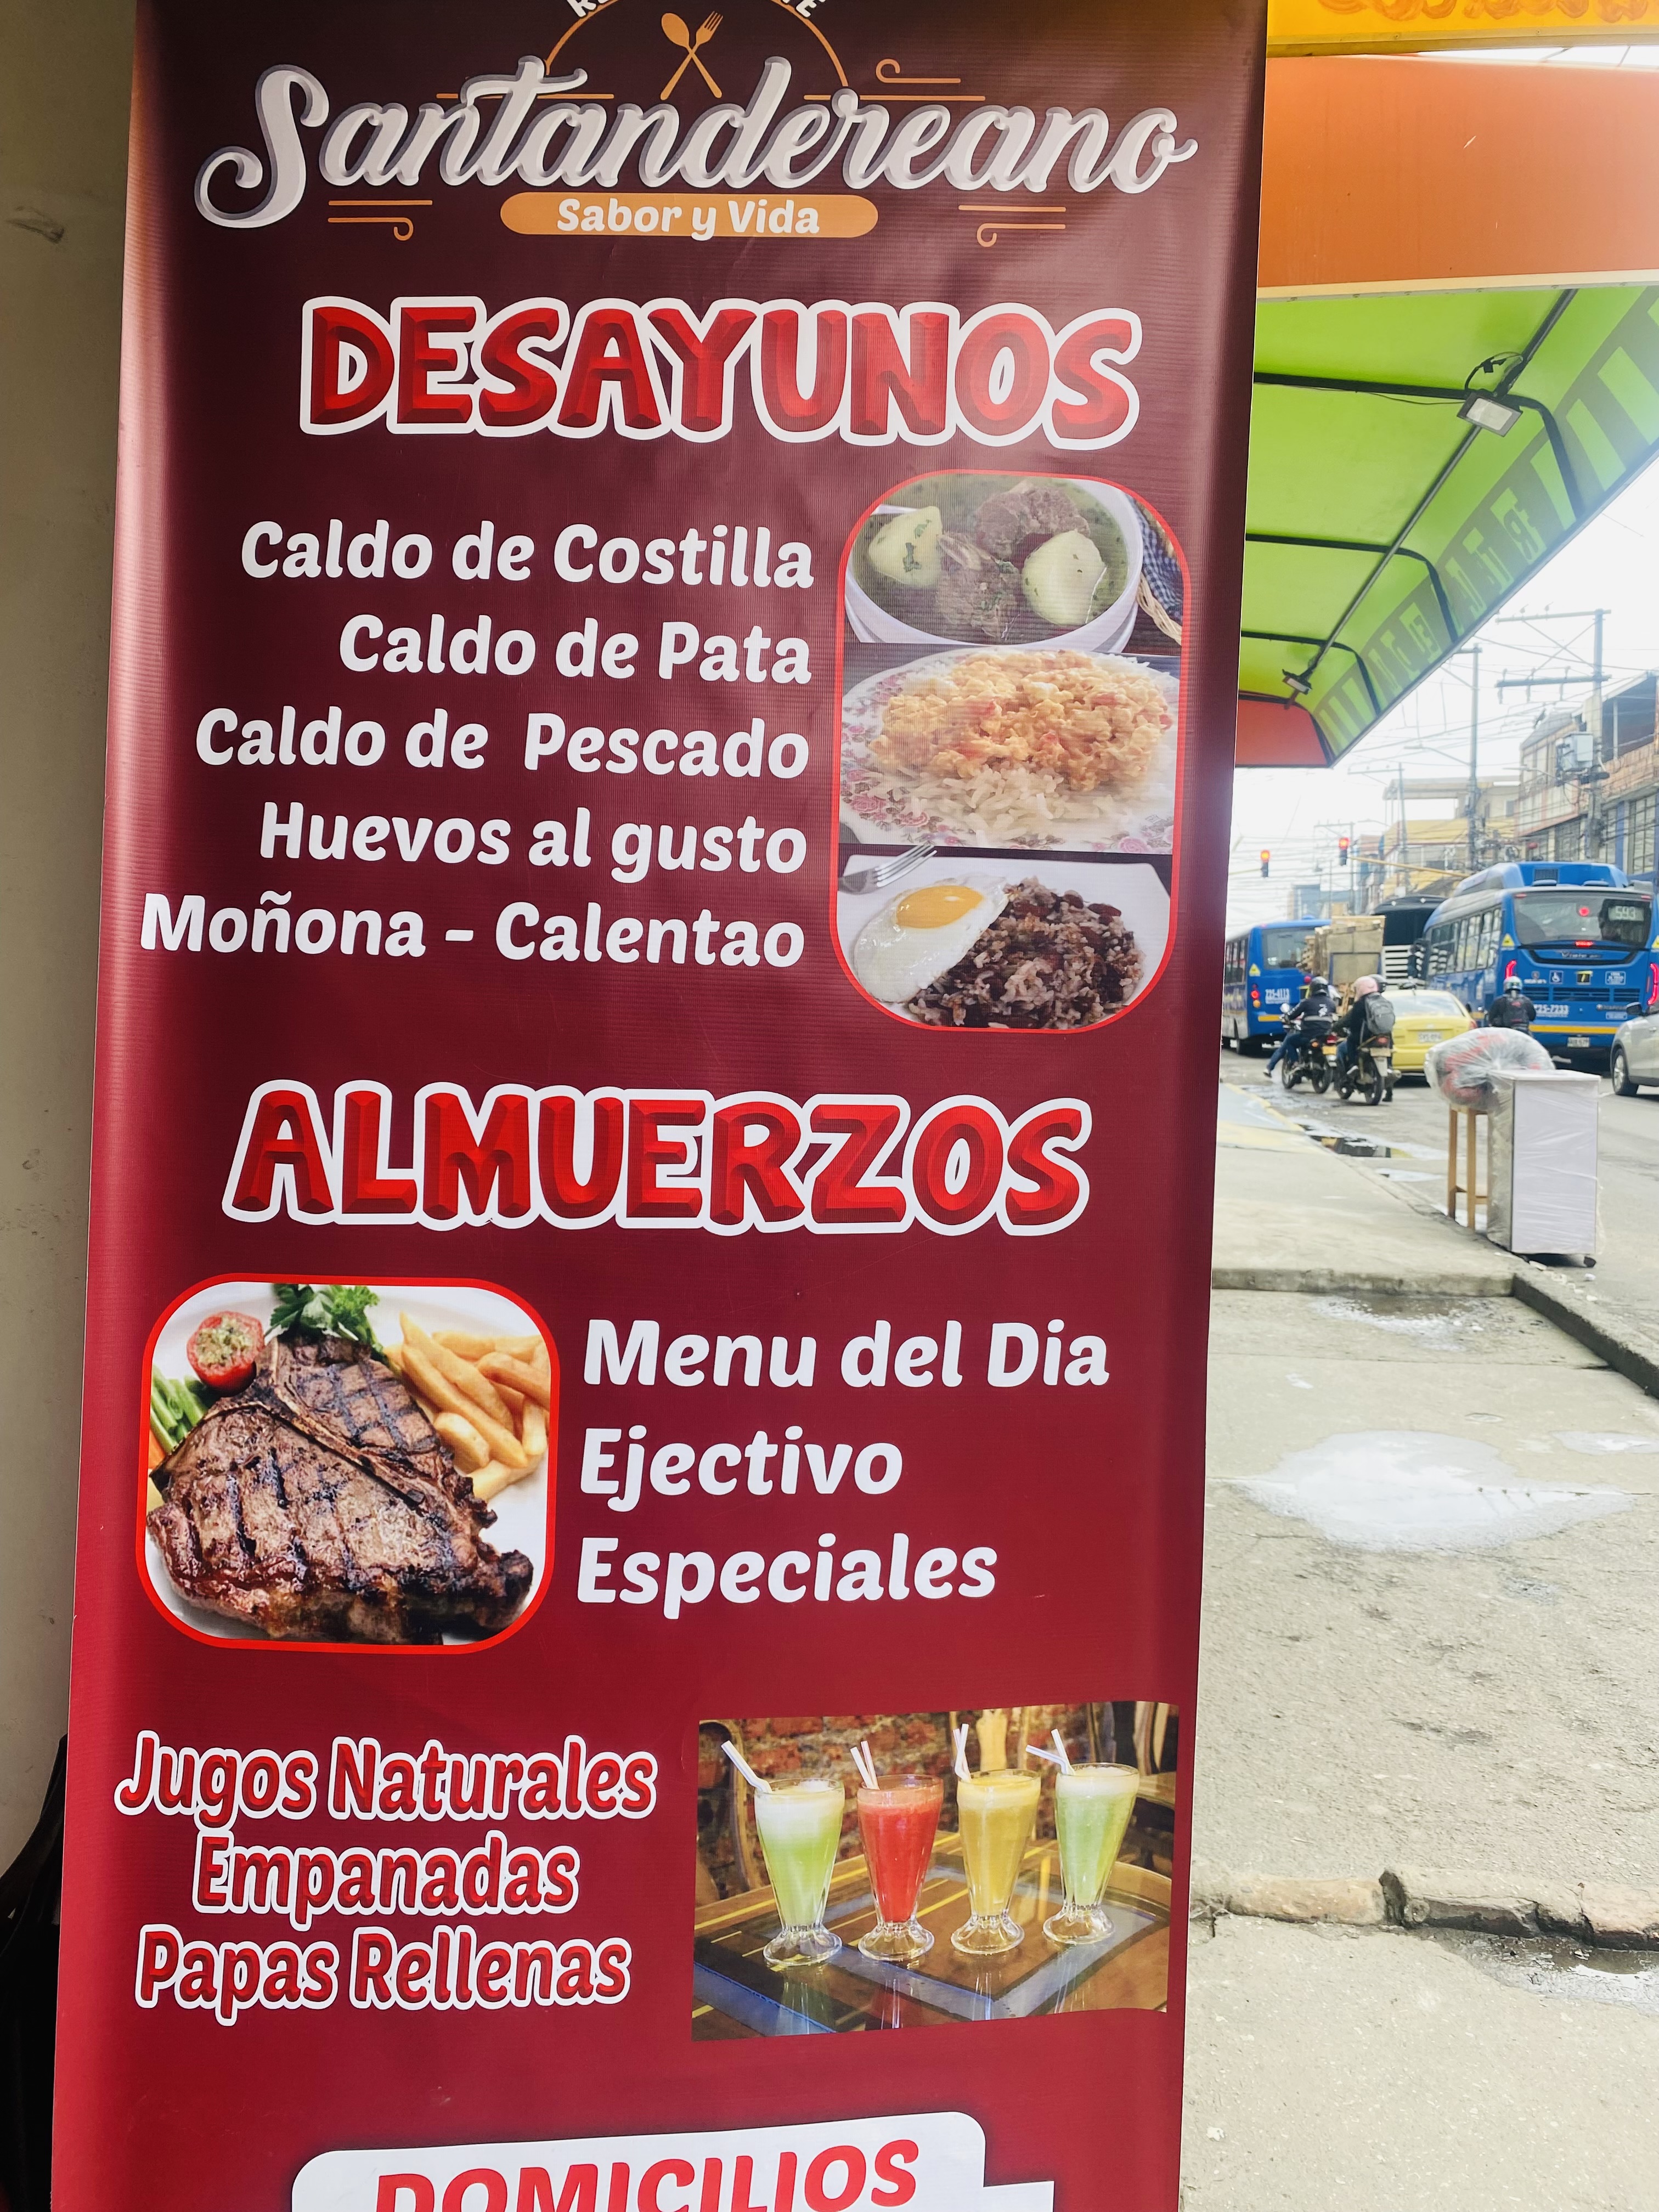 Santandereano
Sabor y Vida
DESAYUNOS
Caldo de Costilla
Caldo de Pata
Caldo de Pescado
Huevos al gusto
Moñona - Calentao
ALMUERZOS
Menu del Dia
Ejectivo
Especiales
Jugos Naturales
Empanadas
Papas Rellenas
DOMICILIOS
593